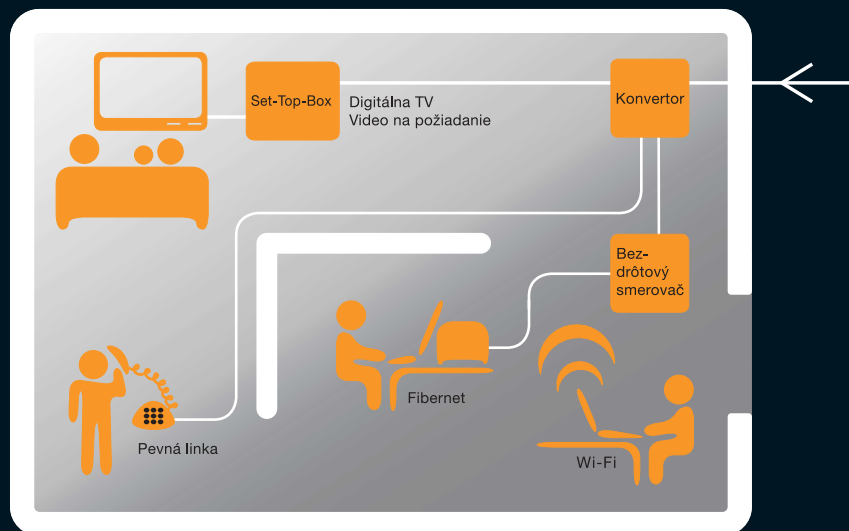 Set-Top-Box
Digitálna TV
Video na požiadanie
Konvertor
Bez-
drôtový
smerovač
Fibernet
Pevná linka
Wi-Fi